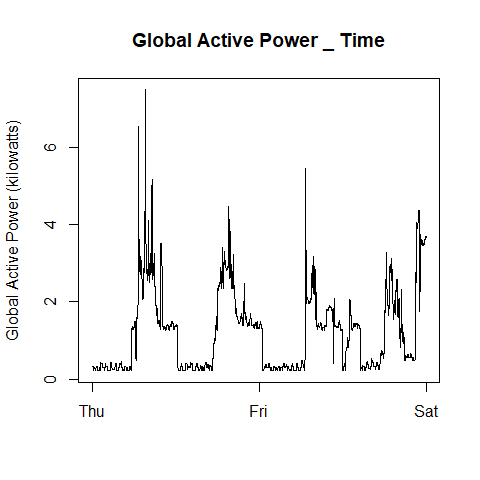 Global Active Power _ Time
Global Active Power (kilowatts)
6
4
2
0
Thu Fri Sat